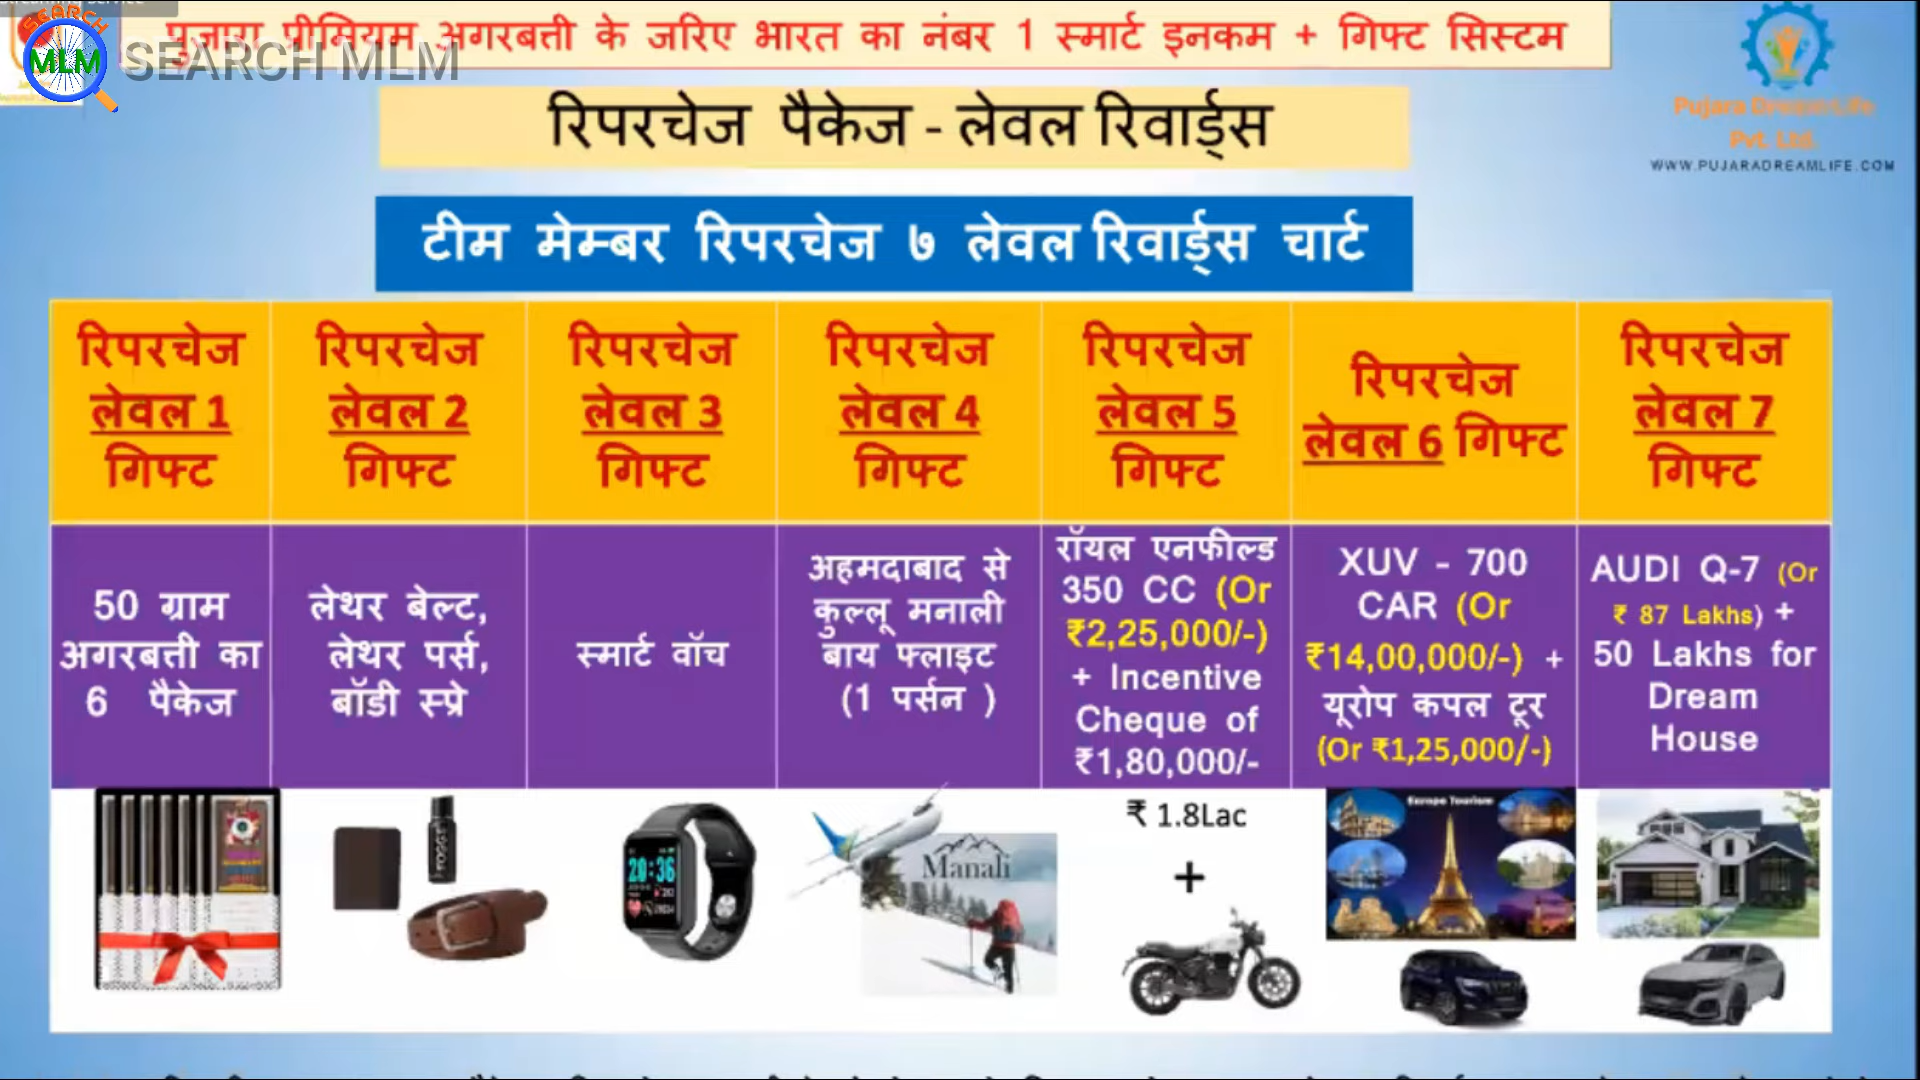 पुजारा प्रीमियम अगरबत्ती के जरिए भारत का नंबर 1 स्मार्ट इनकम + गिफ्ट सिस्टम
SEARCH
MLM
SEARCH MLM
Pujara DreamLife
Pvt. Ltd.
WWW.PUJARADREAMLIFE.COM
रिपरचेज पैकेज - लेवल रिवार्ड्स
टीम मेम्बर रिपरचेज ७ लेवल रिवार्ड्स चार्ट
रिपरचेज
लेवल 1
गिफ्ट
रिपरचेज
लेवल 2
गिफ्ट
रिपरचेज
लेवल 3
गिफ्ट
रिपरचेज
लेवल 4
गिफ्ट
रिपरचेज
लेवल 5
गिफ्ट
रिपरचेज
लेवल 6 गिफ्ट
रिपरचेज
लेवल 7
गिफ्ट
50 ग्राम
अगरबत्ती का
6 पैकेज
लेथर बेल्ट,
लेथर पर्स,
बॉडी स्प्रे
स्मार्ट वॉच
अहमदाबाद से
कुल्लू मनाली
बाय फ्लाइट
(1 पर्सन )
रॉयल एनफील्ड
350 CC (Or
₹2,25,000/-)
+ Incentive
Cheque of
₹1,80,000/-
XUV - 700
CAR (Or
₹14,00,000/-) +
यूरोप कपल टूर
(Or ₹1,25,000/-)
AUDI Q-7 (Or
₹ 87 Lakhs) +
50 Lakhs for
Dream
House
FOGG
20:36
Manali
₹ 1.8Lac
+
Europe Tourism